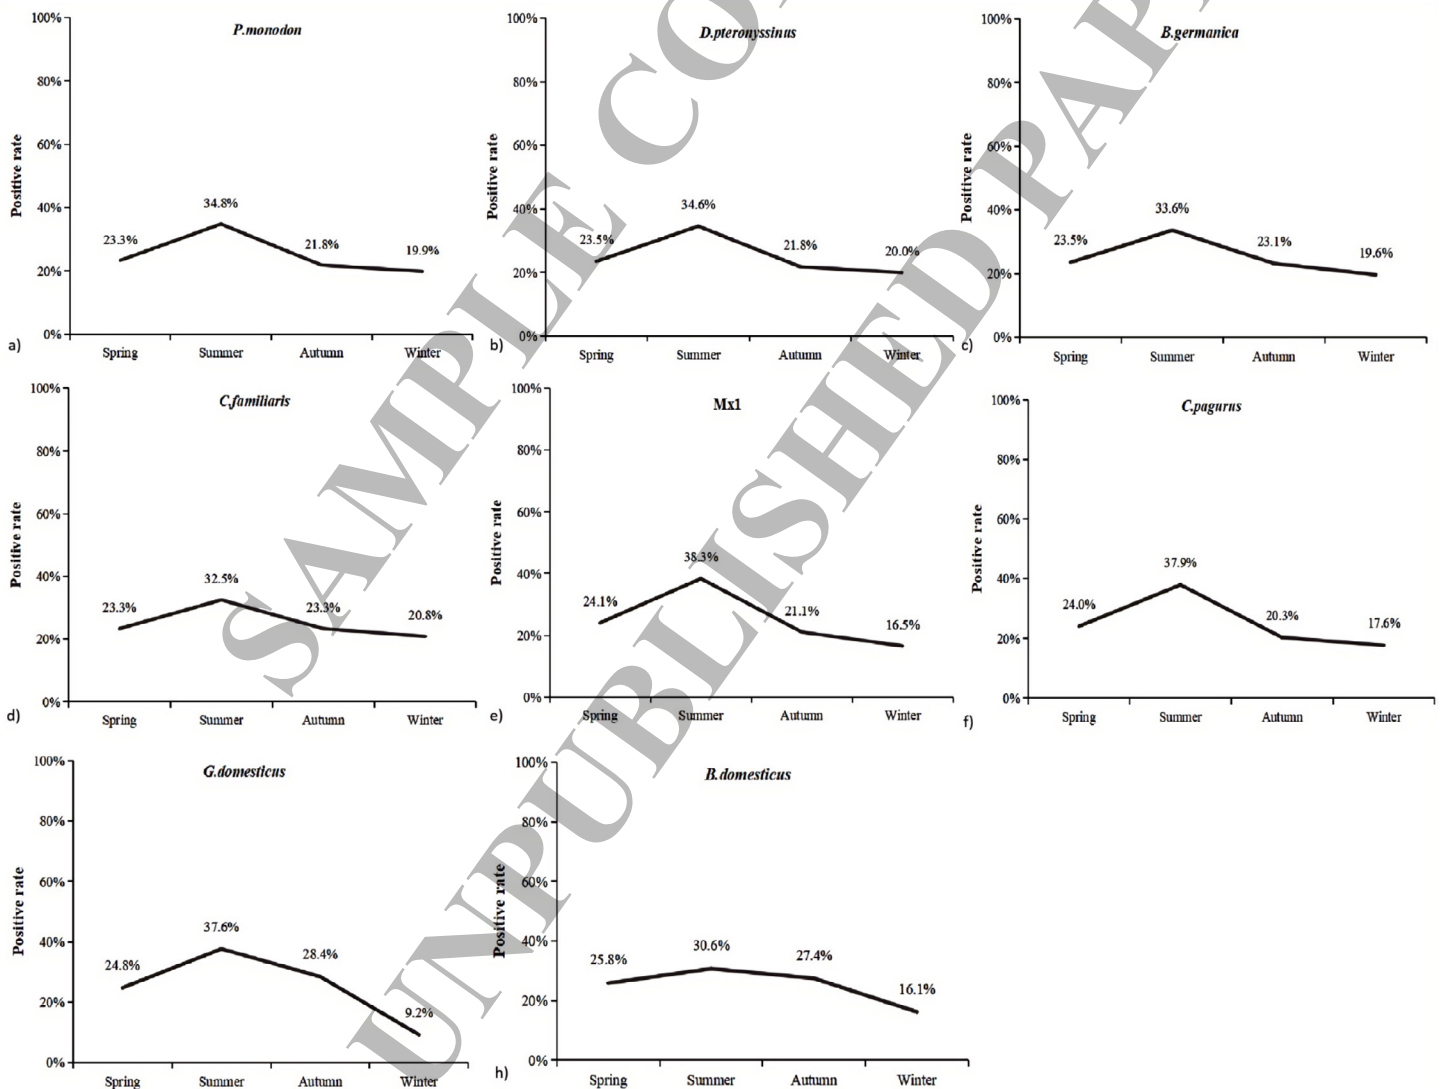 P.monodon
100%
80%
60%
40%
20%
0%
Positive rate
23.3%
34.8%
21.8%
19.9%
Spring Summer Autumn Winter
a)
D.pteronyssinus
100%
80%
60%
40%
20%
0%
Positive rate
23.5%
34.6%
21.8%
20.0%
Spring Summer Autumn Winter
b)
B.germanica
100%
80%
60%
40%
20%
0%
Positive rate
23.5%
33.6%
23.1%
19.6%
Spring Summer Autumn Winter
c)
C.familiaris
100%
80%
60%
40%
20%
0%
Positive rate
23.3%
32.5%
23.3%
20.8%
Spring Summer Autumn Winter
d)
Mx1
100%
80%
60%
40%
20%
0%
Positive rate
24.1%
38.3%
21.1%
16.5%
Spring Summer Autumn Winter
e)
C.pagurus
100%
80%
60%
40%
20%
0%
Positive rate
24.0%
37.9%
20.3%
17.6%
Spring Summer Autumn Winter
f)
G.domesticus
100%
80%
60%
40%
20%
0%
Positive rate
24.8%
37.6%
28.4%
9.2%
Spring Summer Autumn Winter
B.domesticus
100%
80%
60%
40%
20%
0%
Positive rate
25.8%
30.6%
27.4%
16.1%
Spring Summer Autumn Winter
h)
SAMPLE CO
UNPUBLISHED PAP